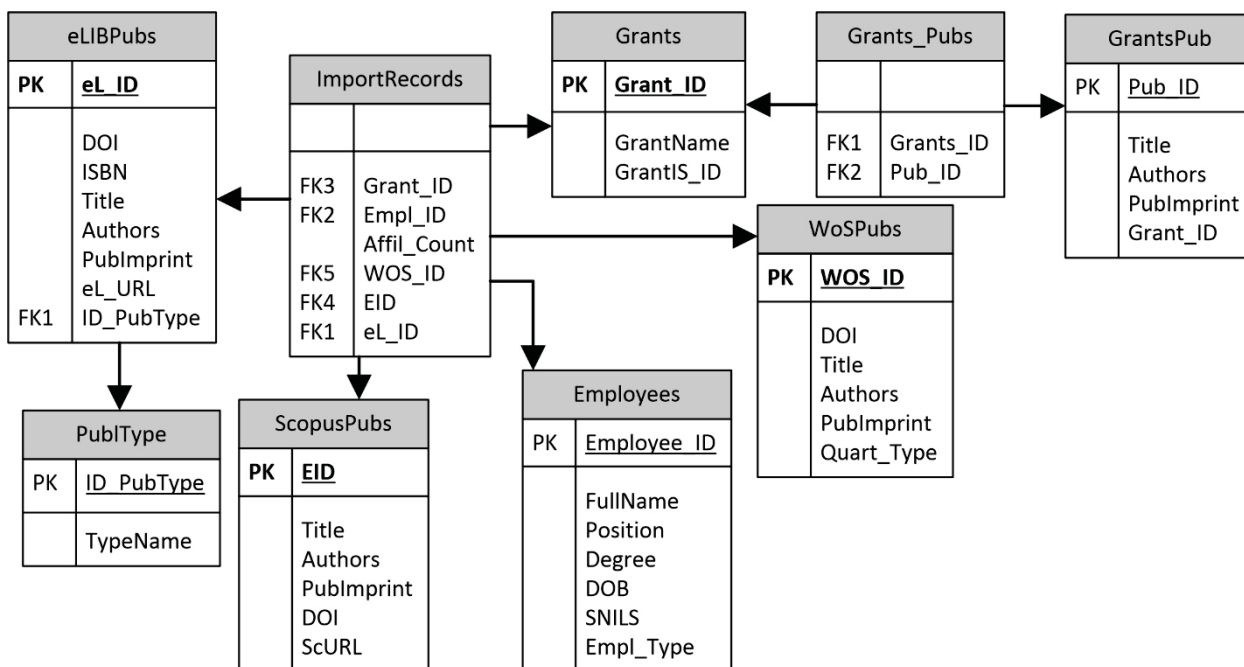 eLIBPubs
PK eL_ID
DOI
ISBN
Title
Authors
PubImprint
eL_URL
FK1 ID_PubType
ImportRecords
FK3 Grant_ID
FK2 Empl_ID
Affil_Count
FK5 WOS_ID
FK4 EID
FK1 eL_ID
Grants
PK Grant_ID
GrantName
GrantIS_ID
Grants_Pubs
FK1 Grants_ID
FK2 Pub_ID
GrantsPub
PK Pub_ID
Title
Authors
PubImprint
Grant_ID
WoSPubs
PK WOS_ID
DOI
Title
Authors
PubImprint
Quart_Type
PublType
PK ID_PubType
TypeName
ScopusPubs
PK EID
Title
Authors
PubImprint
DOI
ScURL
Employees
PK Employee_ID
FullName
Position
Degree
DOB
SNILS
Empl_Type